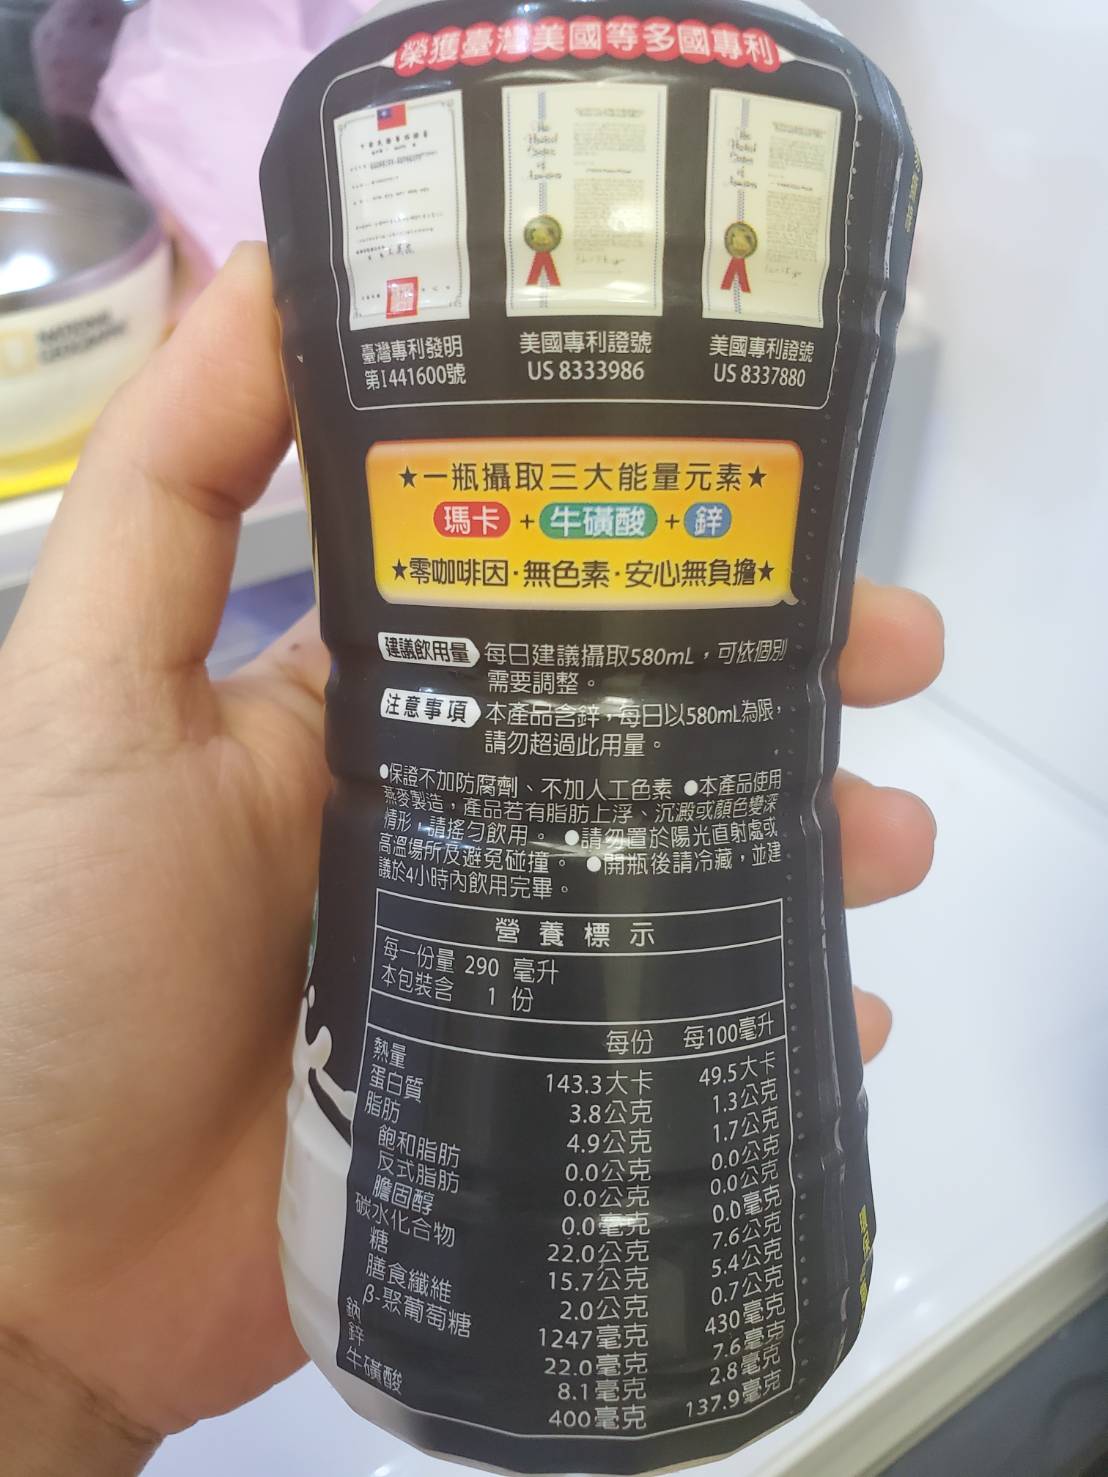 榮獲臺灣美國等多國專利
臺灣專利發明
第I441600號
美國專利證號
US 8333986
美國專利證號
US 8337880
★一瓶攝取三大能量元素★
瑪卡+牛磺酸+鋅
★零咖啡因·無色素·安心無負擔★
建議飲用量 每日建議攝取580mL，可依個別
需要調整。
注意事項 本產品含鋅，每日以580mL為限，
請勿超過此用量。
●保證不加防腐劑、不加人工色素 ●本產品使用
燕麥製造，產品若有脂肪上浮、沉澱或顏色變深
情形，請搖勻飲用。 ●請勿置於陽光直射處或
高溫場所及避免碰撞。 ●開瓶後請冷藏，並建
議於4小時內飲用完畢。
營養標示
每一份量 290 毫升
本包裝含 1 份
每份 每100毫升
熱量 143.3大卡 49.5大卡
蛋白質 3.8公克 1.3公克
脂肪 4.9公克 1.7公克
飽和脂肪 0.0公克 0.0公克
反式脂肪 0.0公克 0.0公克
膽固醇 0.0毫克 0.0毫克
碳水化合物 22.0公克 7.6公克
糖 15.7公克 5.4公克
膳食纖維 2.0公克 0.7公克
β-聚葡萄糖 1247毫克 430毫克
鈉 22.0毫克 7.6毫克
鋅 8.1毫克 2.8毫克
牛磺酸 400毫克 137.9毫克